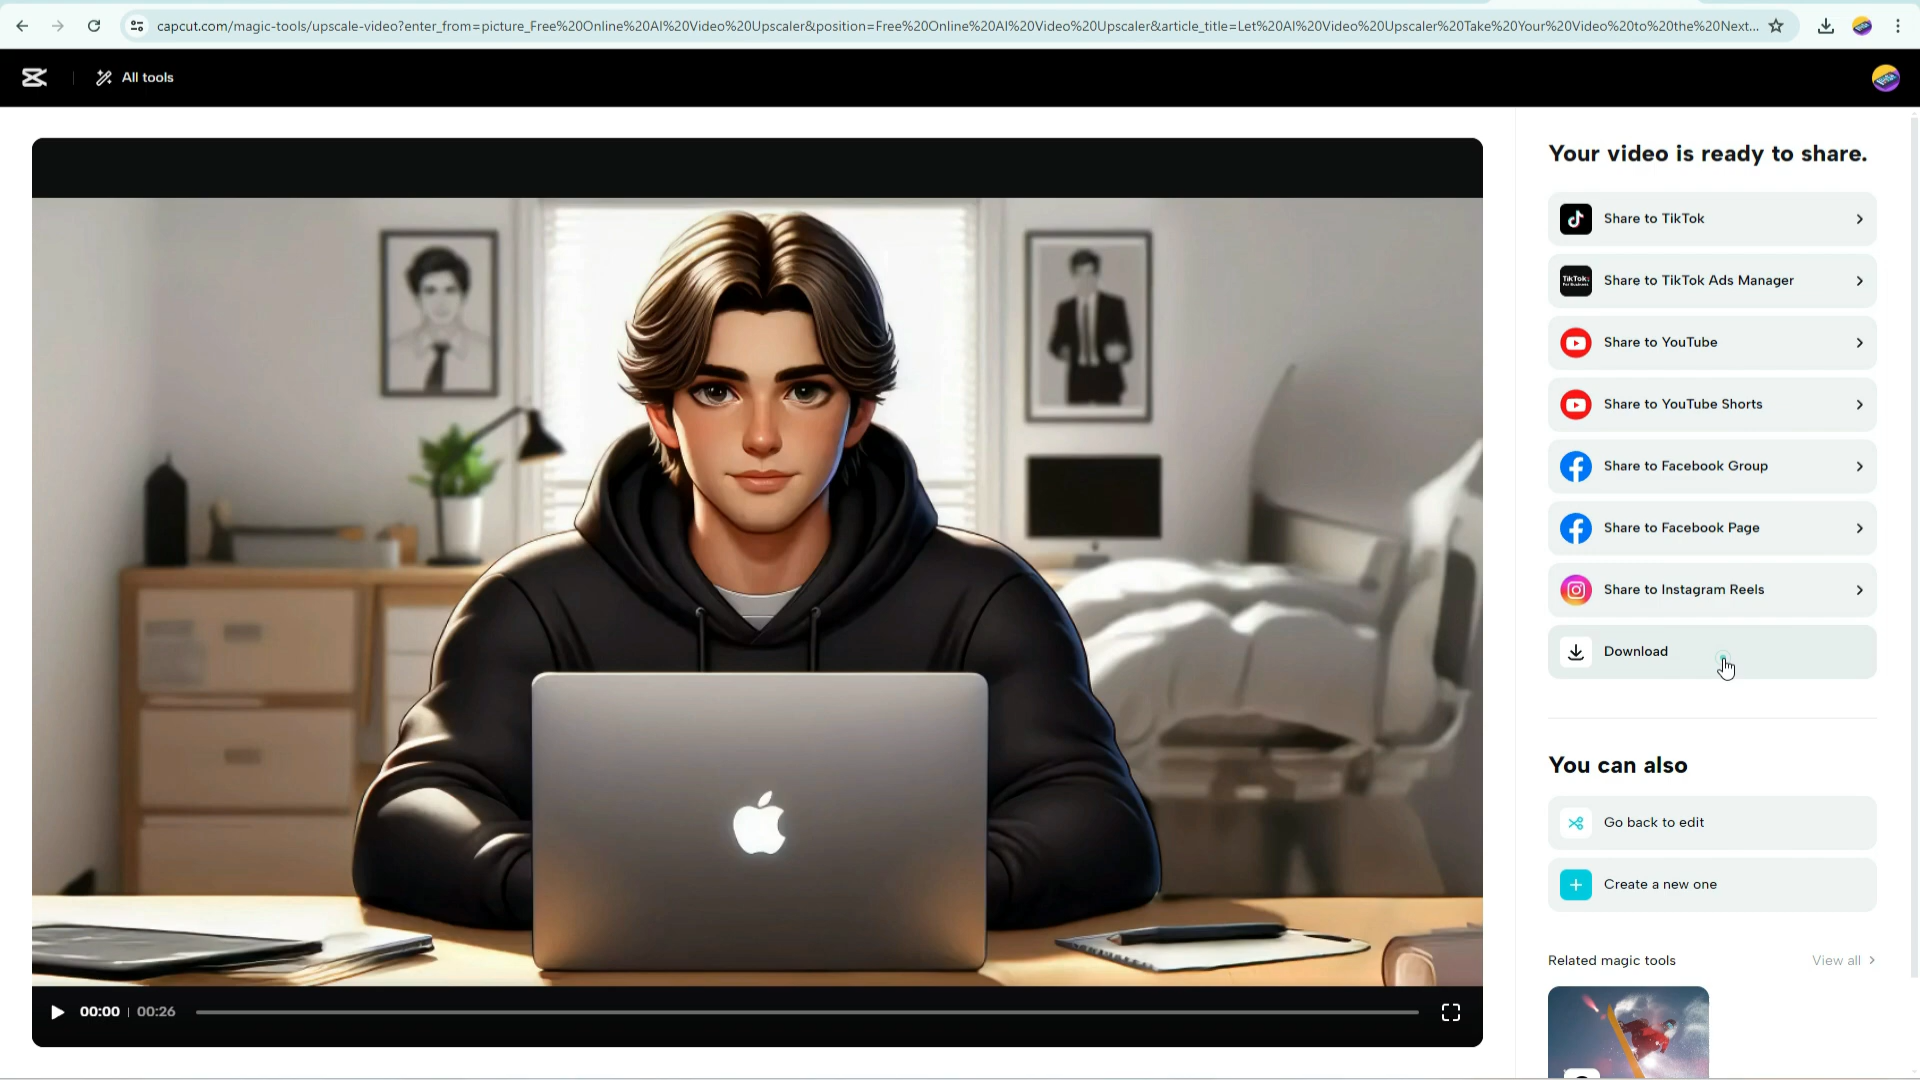 capcut.com/magic-tools/upscale-video?enter_from=picture_Free%20Online%20AI%20Video%20Upscaler&position=Free%20Online%20AI%20Video%20Upscaler&article_title=Let%20AI%20Video%20Upscaler%20Take%20Your%20Video%20to%20the%20Next...
All tools
Your video is ready to share.
Share to TikTok
TikTok:
For Business
Share to TikTok Ads Manager
Share to YouTube
Share to YouTube Shorts
Share to Facebook Group
Share to Facebook Page
Share to Instagram Reels
Download
You can also
Go back to edit
Create a new one
Related magic tools
View all
00:00 | 00:26